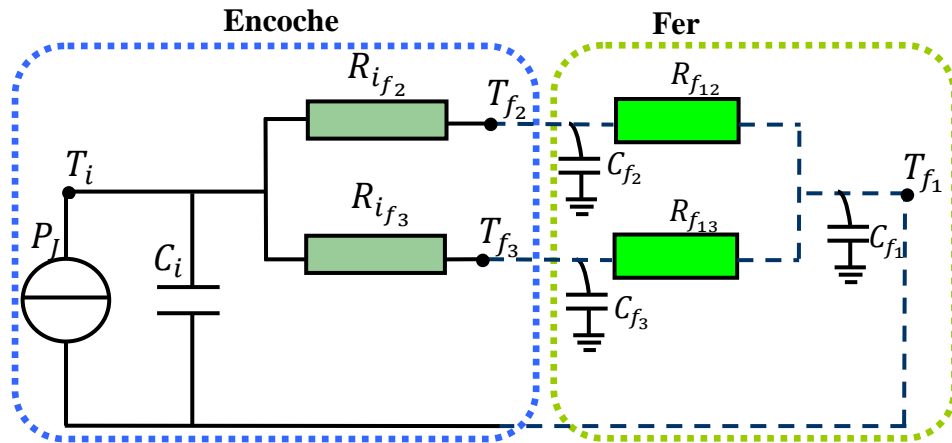 Encoche
Fer
R_{i_{f_2}}
T_{f_2}
R_{f_{12}}
C_{f_2}
T_i
T_{f_1}
R_{i_{f_3}}
T_{f_3}
R_{f_{13}}
P_J
C_i
C_{f_1}
C_{f_3}